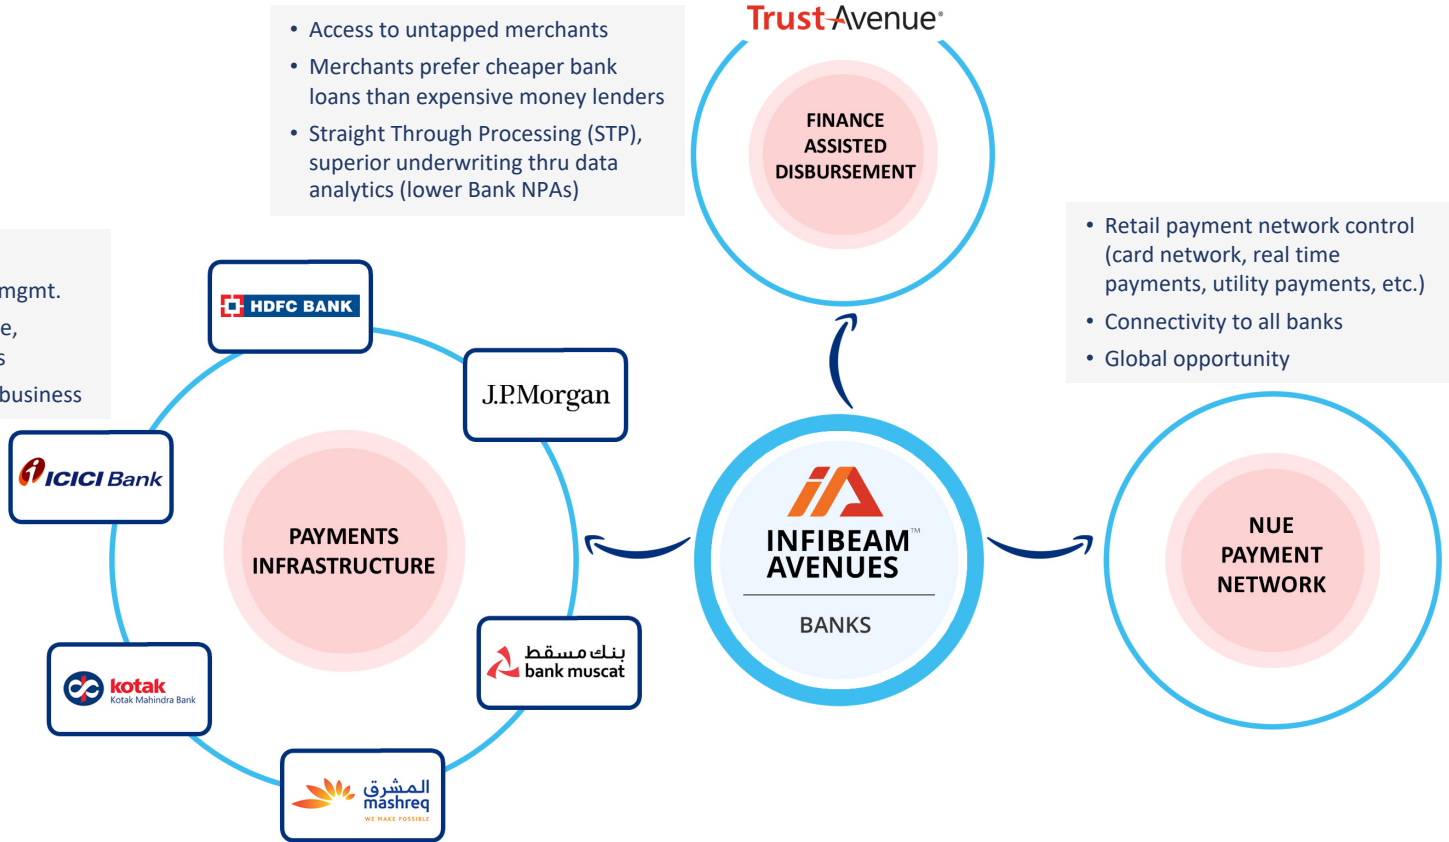 Trust Avenue
• Access to untapped merchants
• Merchants prefer cheaper bank
loans than expensive money lenders
• Straight Through Processing (STP),
superior underwriting thru data
analytics (lower Bank NPAs)
FINANCE
ASSISTED
DISBURSEMENT
• Retail payment network control
(card network, real time
payments, utility payments, etc.)
• Connectivity to all banks
• Global opportunity
mgmt.
business
HDFC BANK
J.P.Morgan
ICICI Bank
PAYMENTS
INFRASTRUCTURE
بنك مسقط
bank muscat
kotak
Kotak Mahindra Bank
المشرق
mashreq
WE MAKE POSSIBLE
INFIBEAM™
AVENUES
BANKS
NUE
PAYMENT
NETWORK